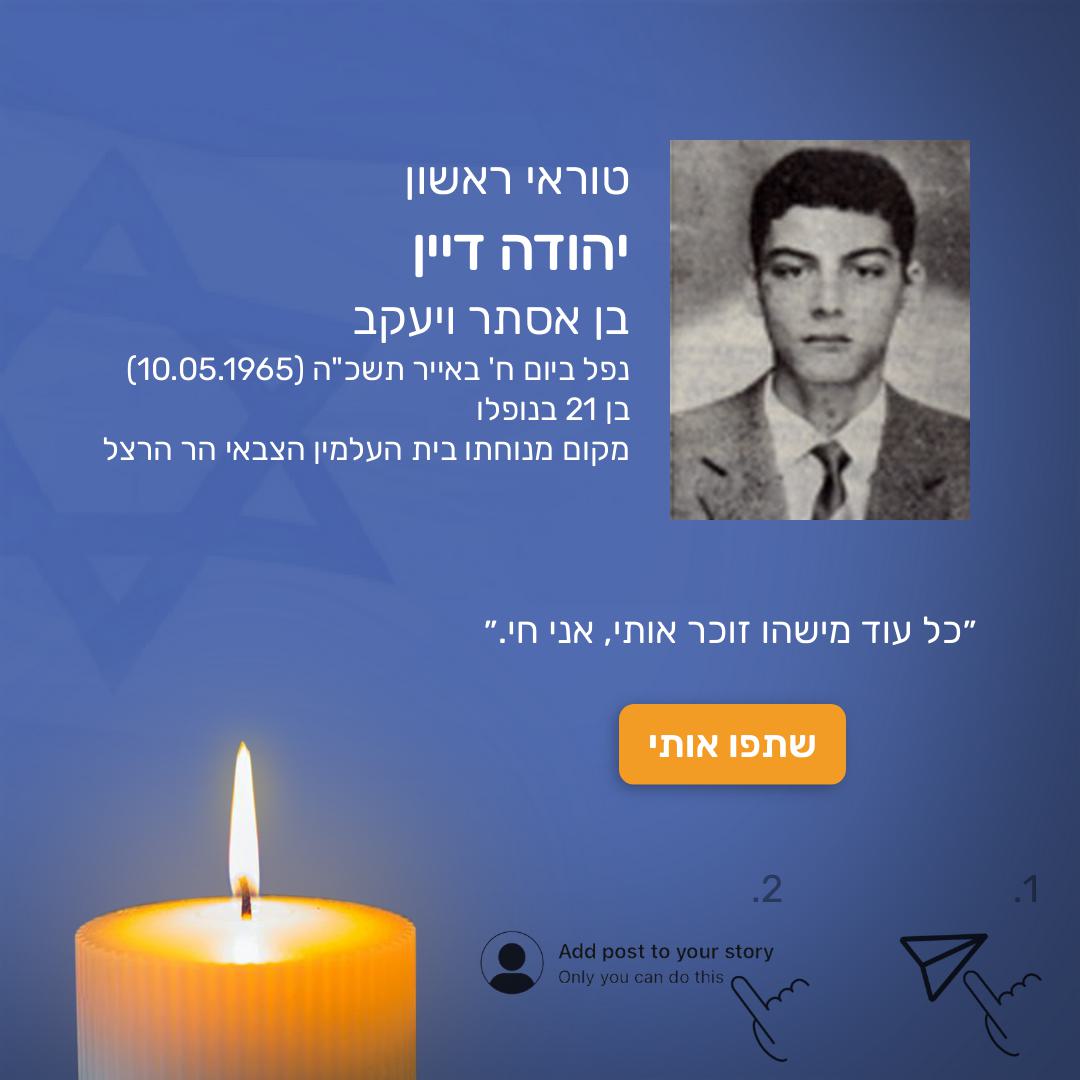 טוראי ראשון
יהודה דיין
בן אסתר ויעקב
נפל ביום ח' באייר תשכ"ה (10.05.1965)
בן 21 בנופלו
מקום מנוחתו בית העלמין הצבאי הר הרצל
״כל עוד מישהו זוכר אותי, אני חי.״
שתפו אותי
1.
2.
Add post to your story
Only you can do this